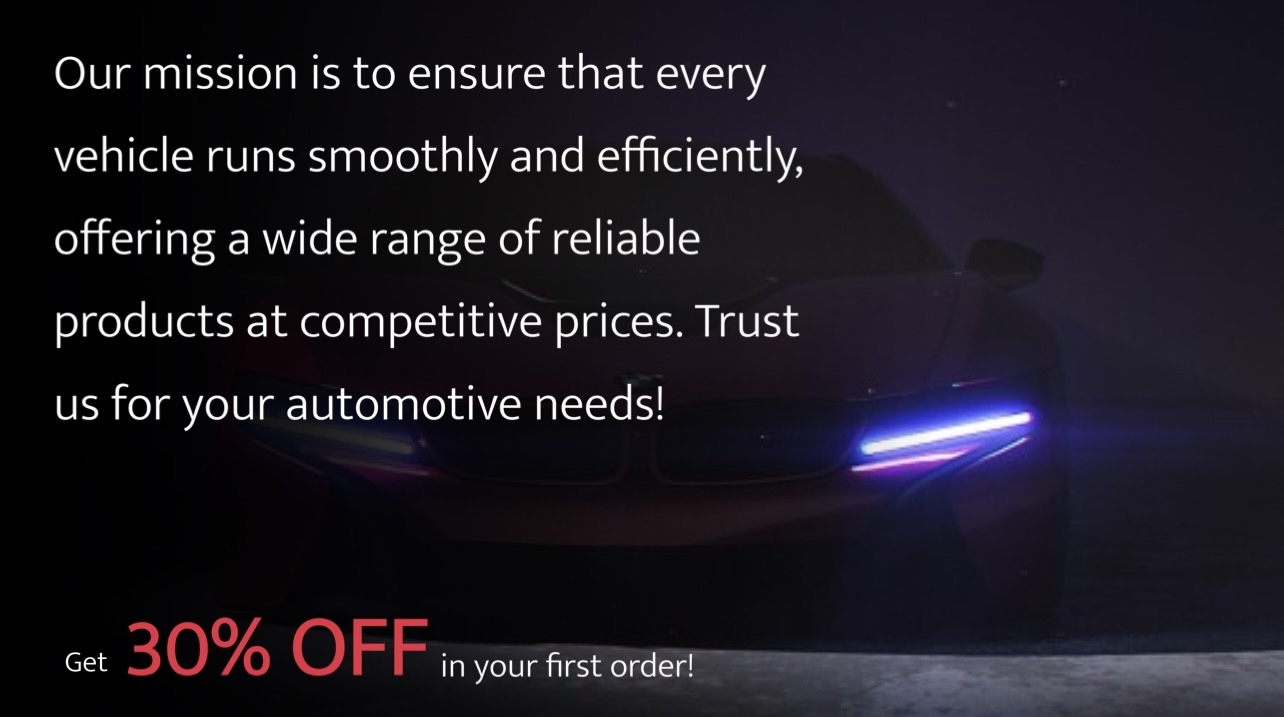 Our mission is to ensure that every
vehicle runs smoothly and efficiently,
offering a wide range of reliable
products at competitive prices. Trust
us for your automotive needs!
Get 30% OFF in your first order!